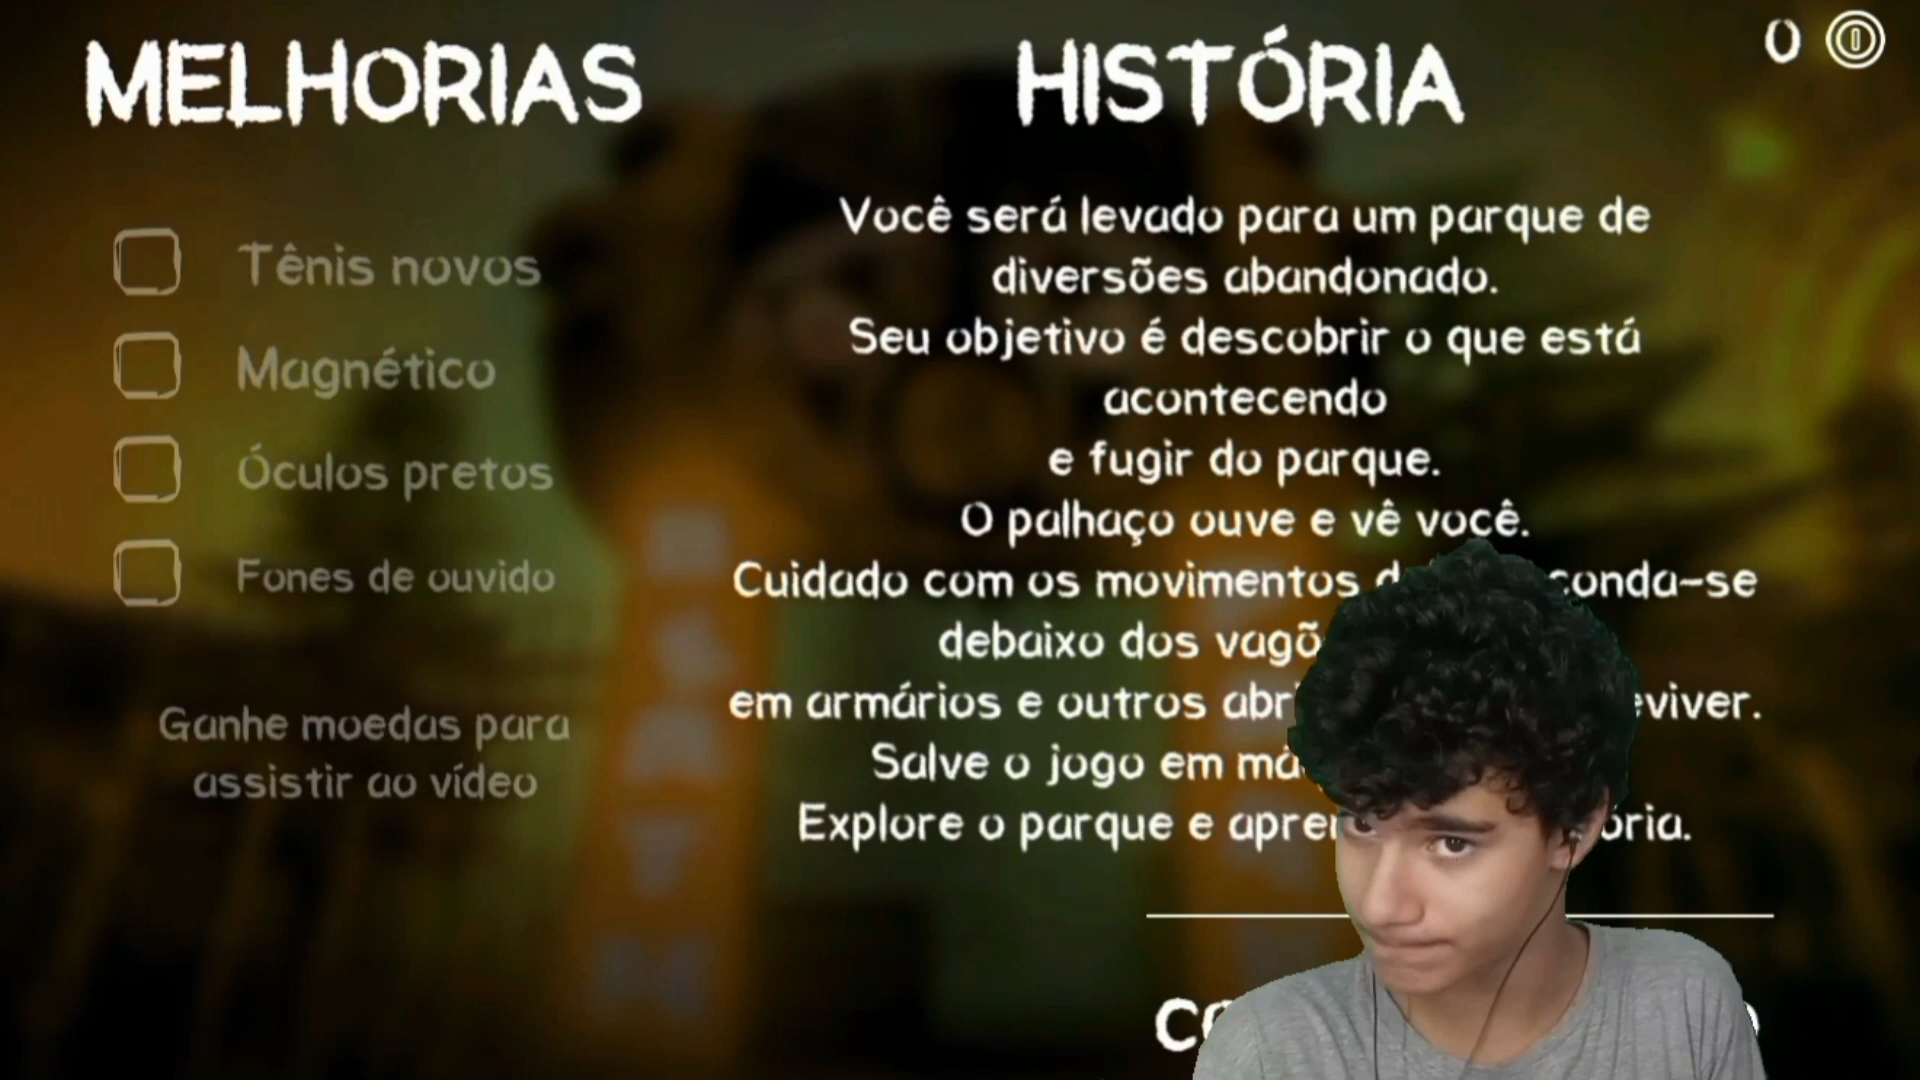 MELHORIAS
HISTÓRIA
0
Tênis novos
Magnético
Óculos pretos
Fones de ouvido
Ganhe moedas para
assistir ao vídeo
Você será levado para um parque de
diversões abandonado.
Seu objetivo é descobrir o que está
acontecendo
e fugir do parque.
O palhaço ouve e vê você.
Cuidado com os movimentos
debaixo dos
em armários e outros
Salve o jogo em
Explore o parque e